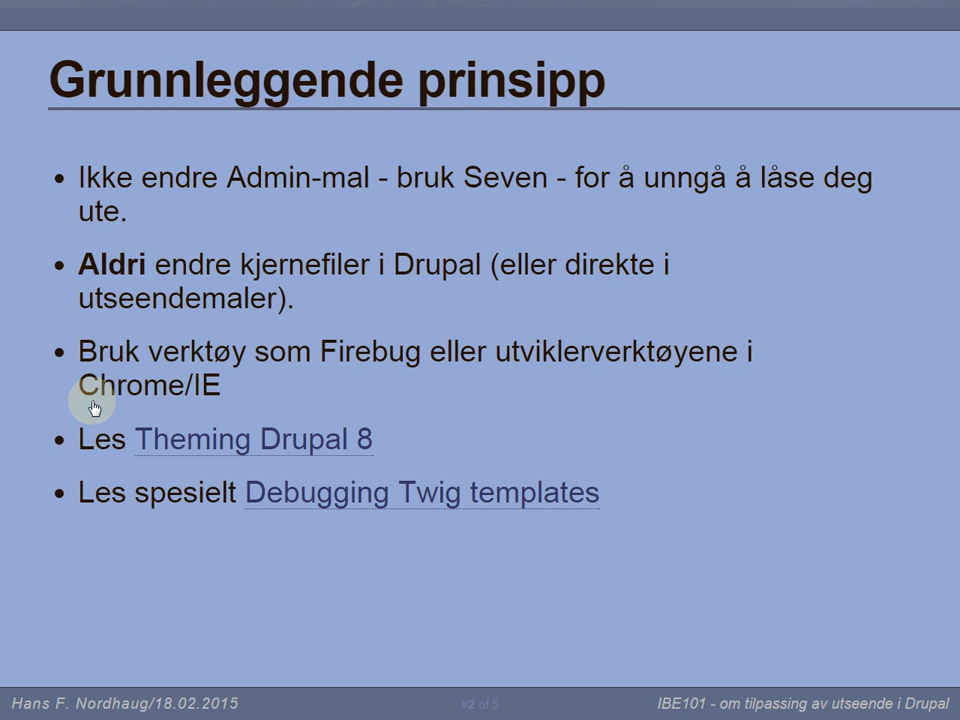 Grunnleggende prinsipp
Ikke endre Admin-mal - bruk Seven - for å unngå å låse deg
ute.
Aldri endre kjernefiler i Drupal (eller direkte i
utseendemaler).
Bruk verktøy som Firebug eller utviklerverktøyene i
Chrome/IE
Les Theming Drupal 8
Les spesielt Debugging Twig templates
Hans F. Nordhaug/18.02.2015
#2 of 5
IBE101 - om tilpassing av utseende i Drupal